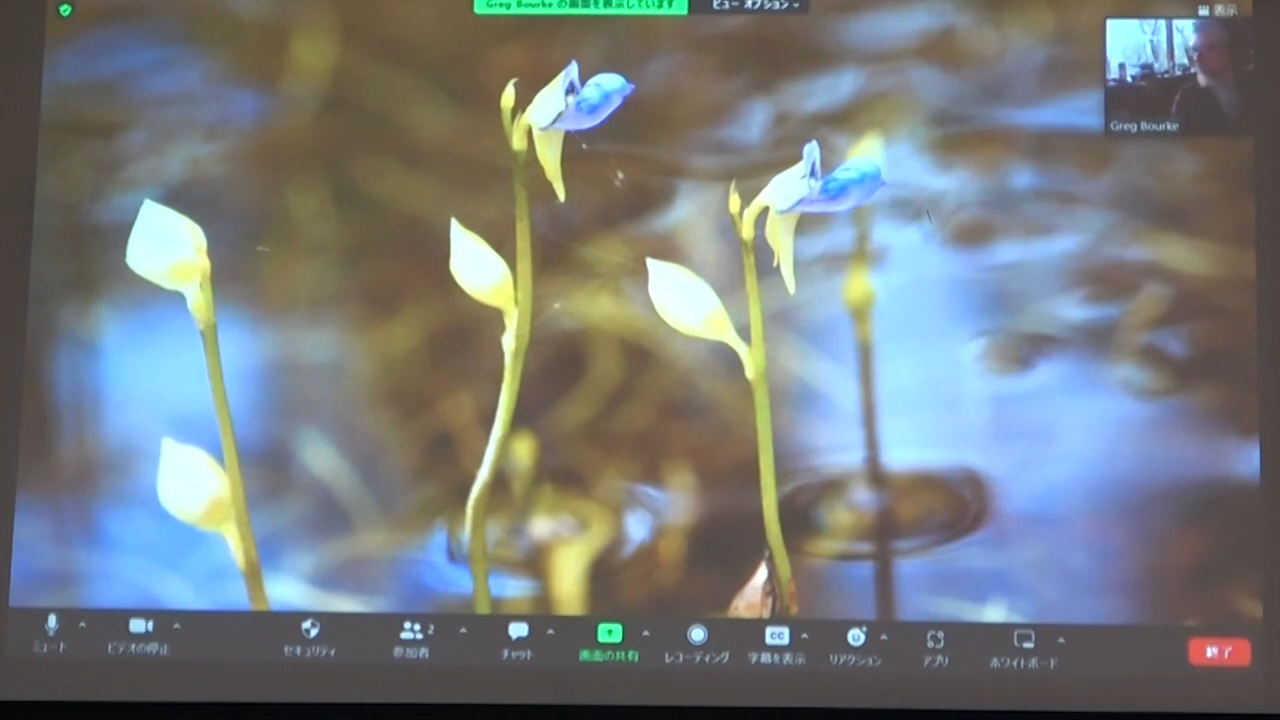 Greg Bourke の画面を表示しています
ビュー オプション
表示
Greg Bourke
ミュート
ビデオの停止
セキュリティ
参加者
2
チャット
画面の共有
レコーディング
字幕を表示
CC
リアクション
アプリ
ホワイトボード
終了